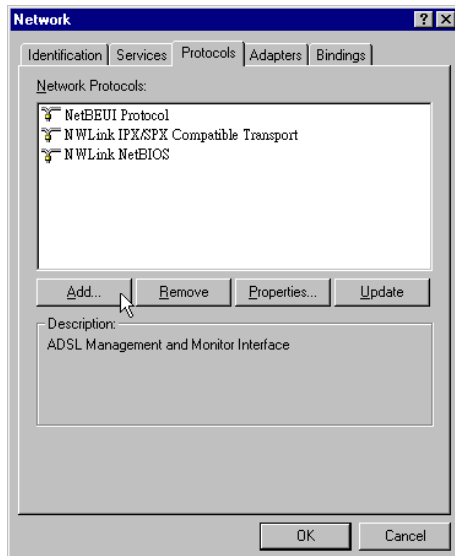 Network
Identification Services Protocols Adapters Bindings
Network Protocols:
NetBEUI Protocol
NWLink IPX/SPX Compatible Transport
NWLink NetBIOS
Add... Remove Properties... Update
Description:
ADSL Management and Monitor Interface
OK Cancel